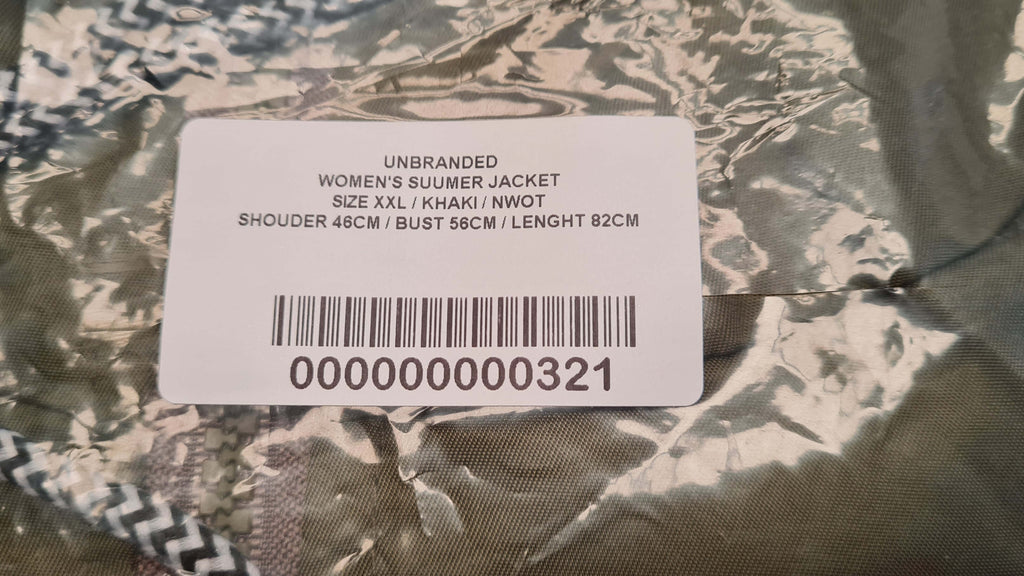 UNBRANDED
WOMEN'S SUUMER JACKET
SIZE XXL / KHAKI / NWOT
SHOUDER 46CM / BUST 56CM / LENGHT 82CM
000000000321